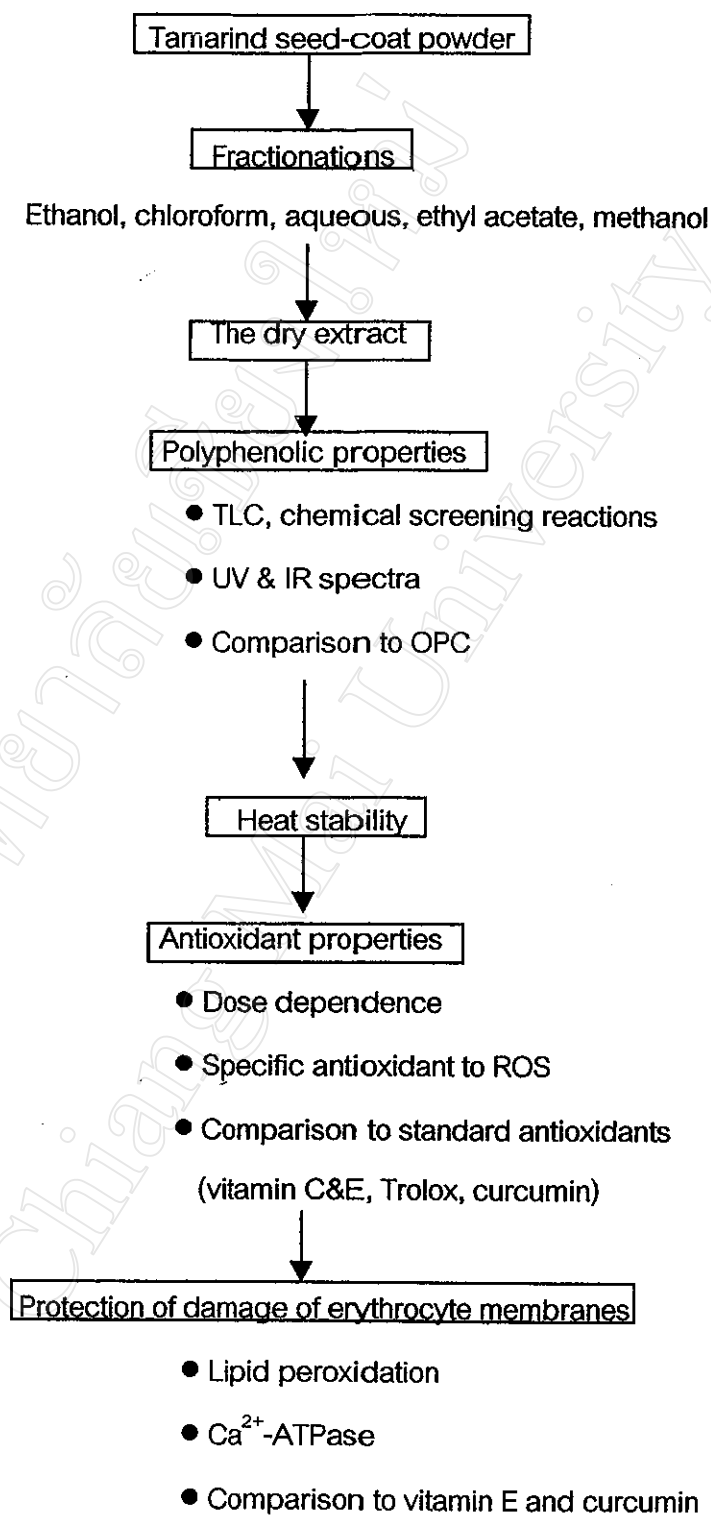 Tamarind seed-coat powder
Fractionations
Ethanol, chloroform, aqueous, ethyl acetate, methanol
The dry extract
Polyphenolic properties
● TLC, chemical screening reactions
● UV & IR spectra
● Comparison to OPC
Heat stability
Antioxidant properties
● Dose dependence
● Specific antioxidant to ROS
● Comparison to standard antioxidants
(vitamin C&E, Trolox, curcumin)
Protection of damage of erythrocyte membranes
● Lipid peroxidation
● Ca²⁺-ATPase
● Comparison to vitamin E and curcumin
Chiang Mai University